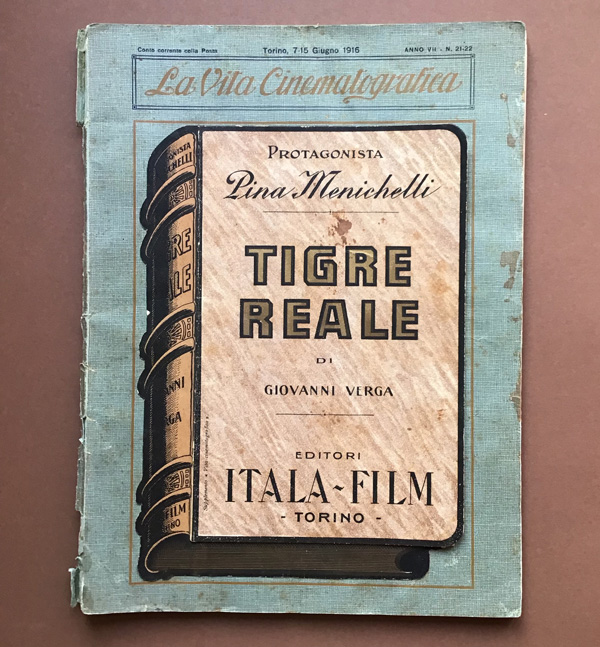 Conto corrente colla Posta Torino, 7-15 Giugno 1916 ANNO VII - N. 21-22
La Vita Cinematografica
PROTAGONISTA
Pina Menichelli
TIGRE
REALE
DI
GIOVANNI VERGA
EDITORI
ITALA-FILM
- TORINO -